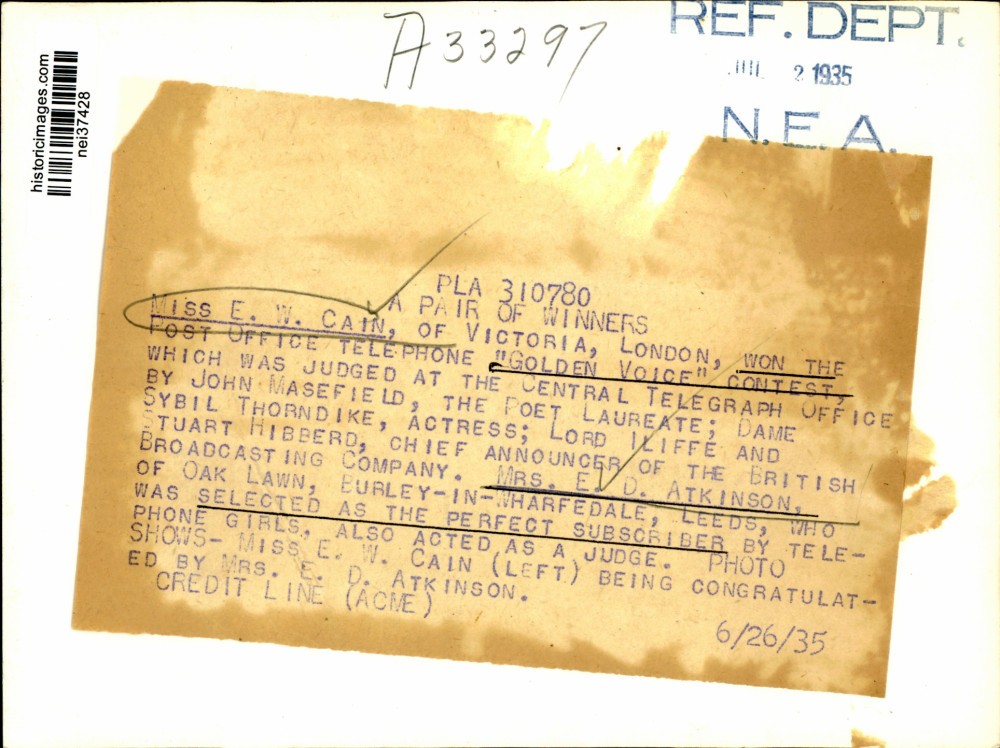 A33297
REF. DEPT.
JUL 2 1935
N.E.A.
historicimages.com
nei37428
PLA 310780
A PAIR OF WINNERS
MISS E. W. CAIN, OF VICTORIA, LONDON, WON THE
POST OFFICE TELEPHONE "GOLDEN VOICE" CONTEST,
WHICH WAS JUDGED AT THE CENTRAL TELEGRAPH OFFICE
BY JOHN MASEFIELD, THE POET LAUREATE; DAME
SYBIL THORNDIKE, ACTRESS; LORD ILIFFE AND
STUART HIBBERD, CHIEF ANNOUNCER OF THE BRITISH
BROADCASTING COMPANY. MRS. E. D. ATKINSON,
OF OAK LAWN, BURLEY-IN-WHARFEDALE, LEEDS, WHO
WAS SELECTED AS THE PERFECT SUBSCRIBER BY TELE-
PHONE GIRLS, ALSO ACTED AS A JUDGE. PHOTO
SHOWS- MISS E. W. CAIN (LEFT) BEING CONGRATULAT-
ED BY MRS. E. D. ATKINSON.
CREDIT LINE (ACME)
6/26/35